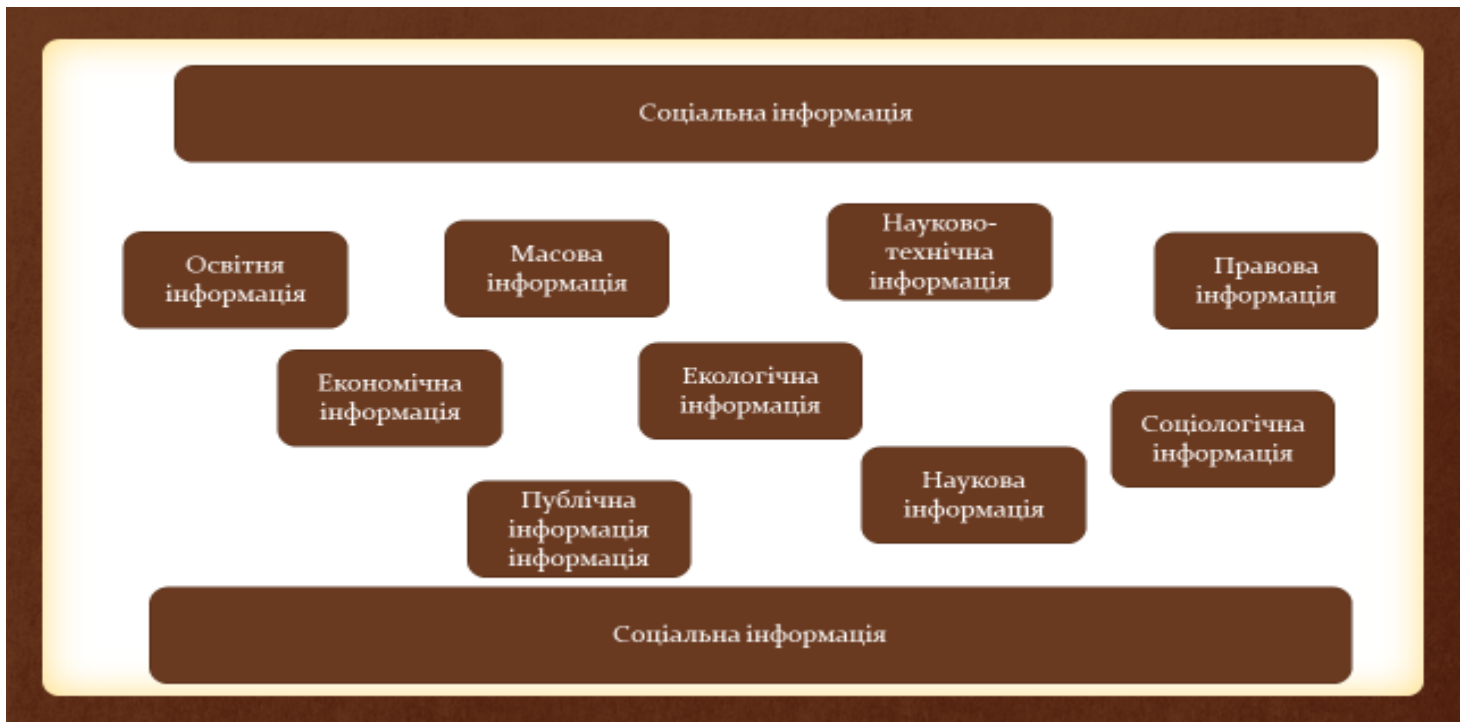 Соціальна інформація
Освітня
інформація
Масова
інформація
Науково-
технічна
інформація
Правова
інформація
Економічна
інформація
Екологічна
інформація
Соціологічна
інформація
Наукова
інформація
Публічна
інформація
інформація
Соціальна інформація